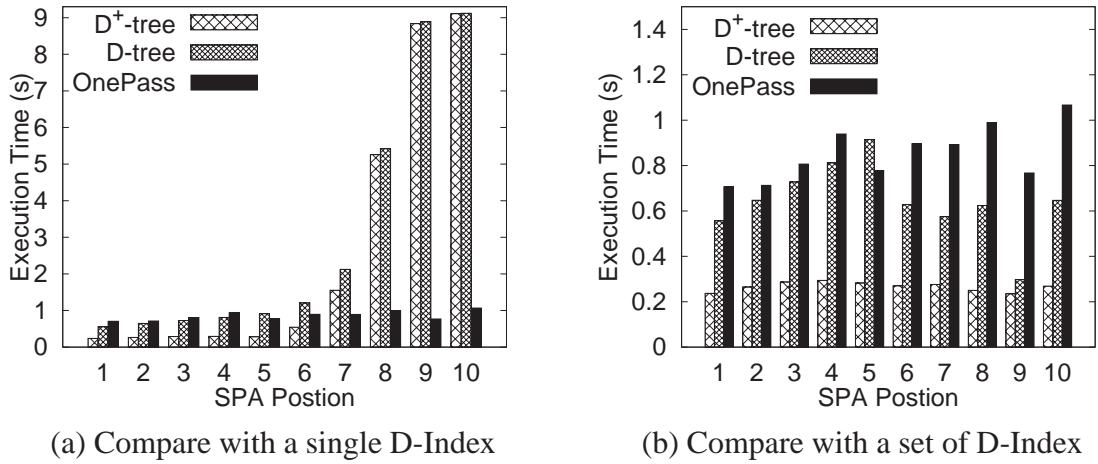 9
8
7
6
5
4
3
2
1
0
Execution Time (s)
D+-tree
D-tree
OnePass
1 2 3 4 5 6 7 8 9 10
SPA Postion
(a) Compare with a single D-Index
1.4
1.2
1
0.8
0.6
0.4
0.2
0
Execution Time (s)
D+-tree
D-tree
OnePass
1 2 3 4 5 6 7 8 9 10
SPA Postion
(b) Compare with a set of D-Index